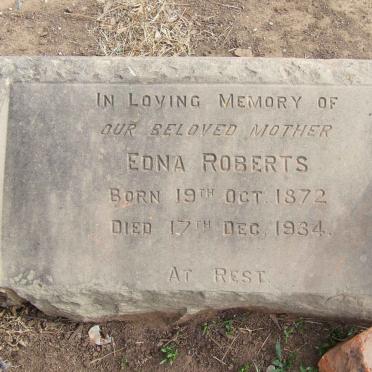 IN LOVING MEMORY OF
OUR BELOVED MOTHER
EDNA ROBERTS
BORN 19TH OCT. 1872
DIED 17TH DEC. 1934.
AT REST.